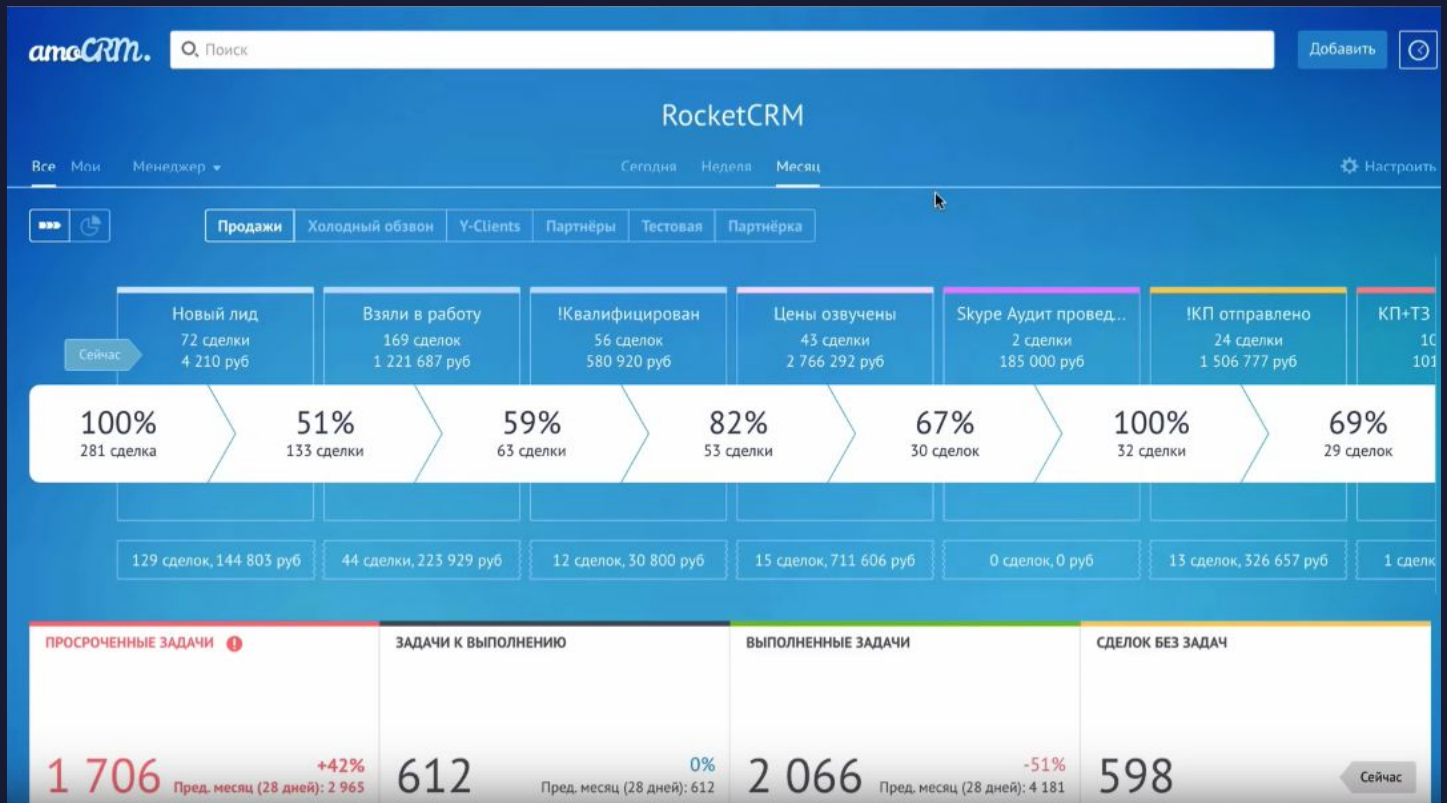 amoCRM.
Поиск
Добавить
RocketCRM
Все Мои Менеджер
Сегодня Неделя Месяц
Настроить
Продажи Холодный обзвон Y-Clients Партнёры Тестовая Партнёрка
Сейчас
Новый лид
72 сделки
4 210 руб
Взяли в работу
169 сделок
1 221 687 руб
!Квалифицирован
56 сделок
580 920 руб
Цены озвучены
43 сделки
2 766 292 руб
Skype Аудит провед...
2 сделки
185 000 руб
!КП отправлено
24 сделки
1 506 777 руб
КП+ТЗ
10
101
100%
281 сделка
51%
133 сделки
59%
63 сделки
82%
53 сделки
67%
30 сделок
100%
32 сделки
69%
29 сделок
129 сделок, 144 803 руб
44 сделки, 223 929 руб
12 сделок, 30 800 руб
15 сделок, 711 606 руб
0 сделок, 0 руб
13 сделок, 326 657 руб
1 сделк
ПРОСРОЧЕННЫЕ ЗАДАЧИ
1 706
+42%
Пред. месяц (28 дней): 2 965
ЗАДАЧИ К ВЫПОЛНЕНИЮ
612
0%
Пред. месяц (28 дней): 612
ВЫПОЛНЕННЫЕ ЗАДАЧИ
2 066
-51%
Пред. месяц (28 дней): 4 181
СДЕЛОК БЕЗ ЗАДАЧ
598
Сейчас